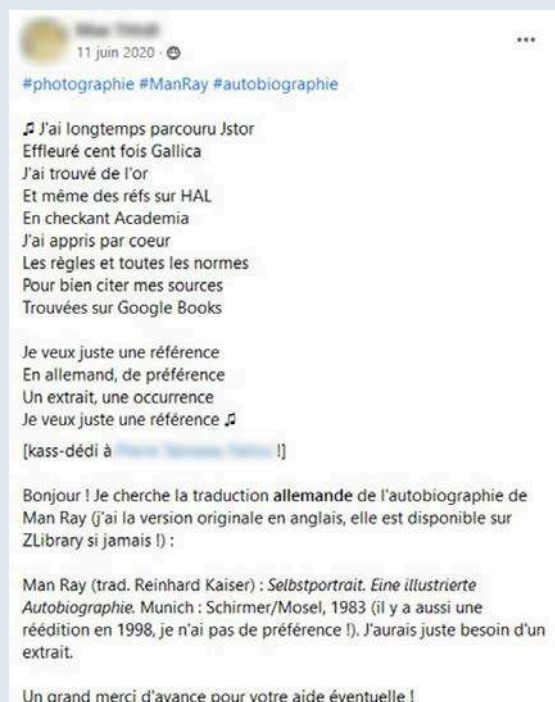 11 juin 2020 ·
#photographie #ManRay #autobiographie
♫ J'ai longtemps parcouru Jstor
Effleuré cent fois Gallica
J'ai trouvé de l'or
Et même des réfs sur HAL
En checkant Academia
J'ai appris par coeur
Les règles et toutes les normes
Pour bien citer mes sources
Trouvées sur Google Books
Je veux juste une référence
En allemand, de préférence
Un extrait, une occurrence
Je veux juste une référence ♫
[kass-dédi à !]
Bonjour ! Je cherche la traduction allemande de l'autobiographie de
Man Ray (j'ai la version originale en anglais, elle est disponible sur
ZLibrary si jamais !) :
Man Ray (trad. Reinhard Kaiser) : Selbstportrait. Eine illustrierte
Autobiographie. Munich : Schirmer/Mosel, 1983 (il y a aussi une
réédition en 1998, je n'ai pas de préférence !). J'aurais juste besoin d'un
extrait.
Un grand merci d'avance pour votre aide éventuelle !